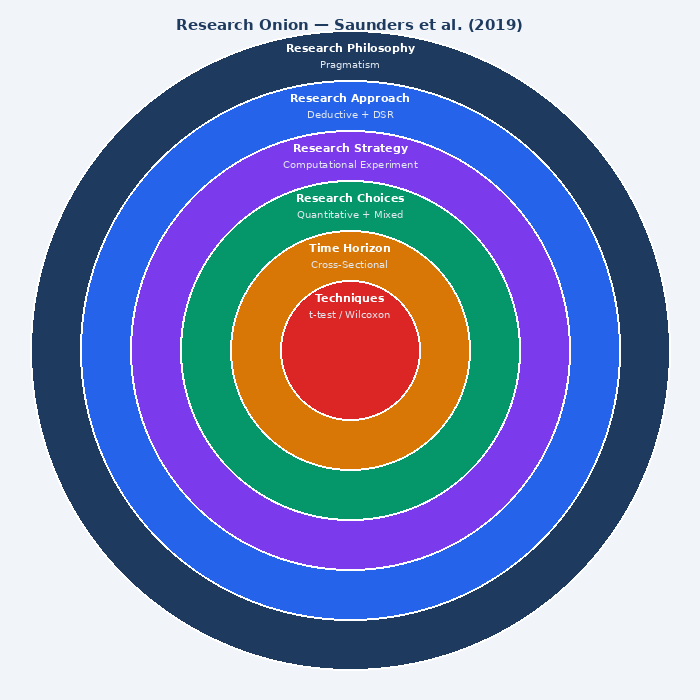 Research Onion — Saunders et al. (2019)
Research Philosophy
Pragmatism
Research Approach
Deductive + DSR
Research Strategy
Computational Experiment
Research Choices
Quantitative + Mixed
Time Horizon
Cross-Sectional
Techniques
t-test / Wilcoxon